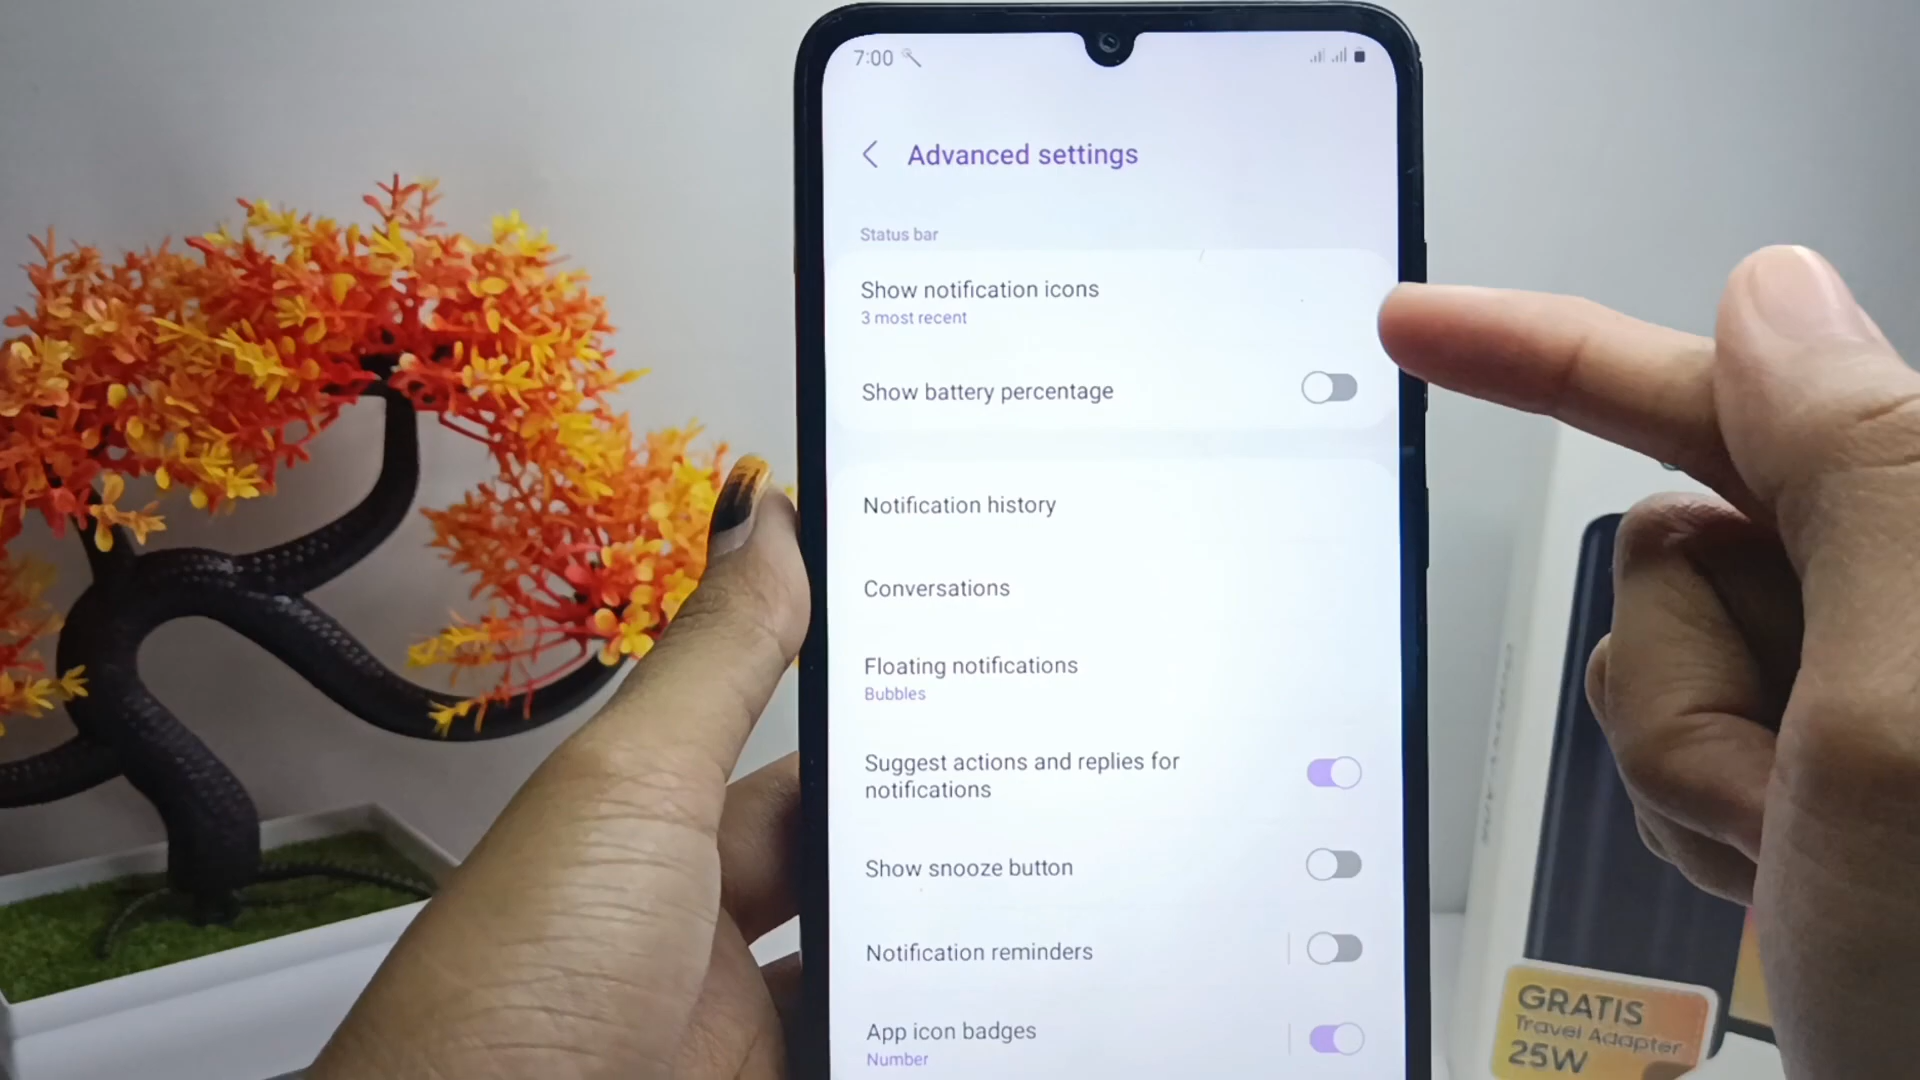 7:00
Advanced settings
Status bar
Show notification icons
3 most recent
Show battery percentage
Notification history
Conversations
Floating notifications
Bubbles
Suggest actions and replies for
notifications
Show snooze button
Notification reminders
App icon badges
Number
GRATIS
Travel Adapter
25W